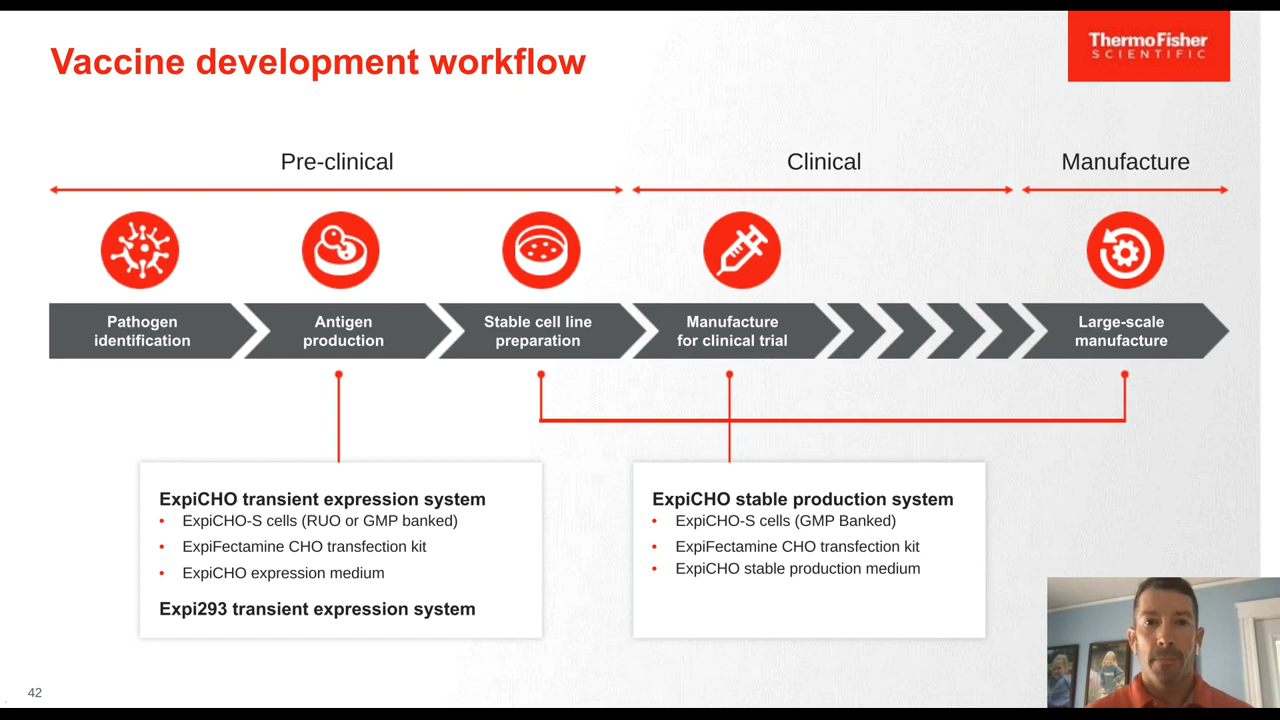 Vaccine development workflow
ThermoFisher
SCIENTIFIC
Pre-clinical
Clinical
Manufacture
Pathogen
identification
Antigen
production
Stable cell line
preparation
Manufacture
for clinical trial
Large-scale
manufacture
ExpiCHO transient expression system
• ExpiCHO-S cells (RUO or GMP banked)
• ExpiFectamine CHO transfection kit
• ExpiCHO expression medium
Expi293 transient expression system
ExpiCHO stable production system
• ExpiCHO-S cells (GMP Banked)
• ExpiFectamine CHO transfection kit
• ExpiCHO stable production medium
42